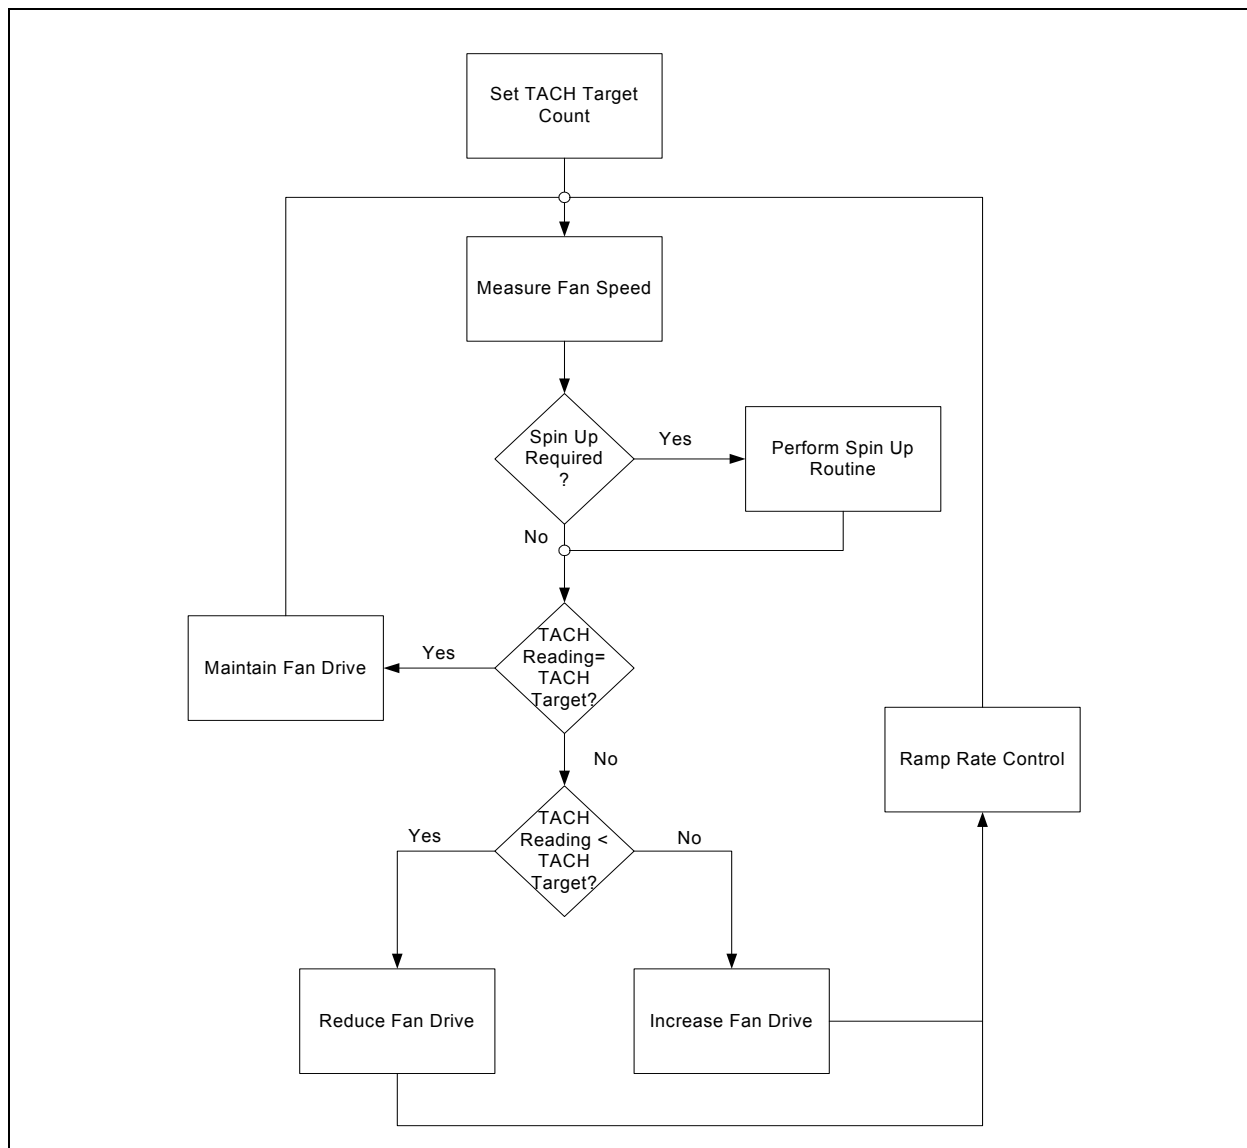 Set TACH Target
Count
Measure Fan Speed
Spin Up
Required
?
Yes
Perform Spin Up
Routine
No
TACH
Reading=
TACH
Target?
Yes
Maintain Fan Drive
No
Ramp Rate Control
TACH
Reading <
TACH
Target?
Yes
No
Reduce Fan Drive
Increase Fan Drive